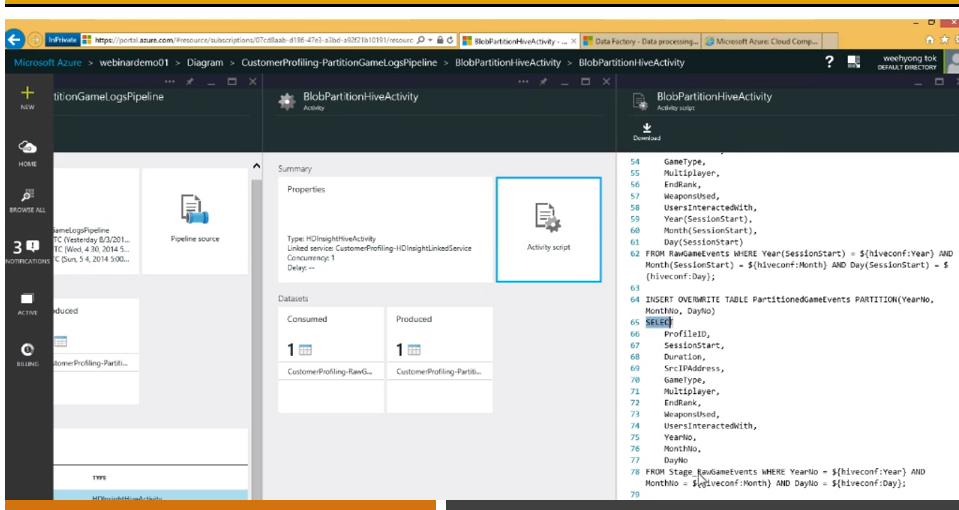 InPrivate
https://portal.azure.com/#resource/subscriptions/07cd8aab-d186-47e3-a3bd-a92f21b10191/resourc
BlobPartitionHiveActivity - ...
Data Factory - Data processing...
Microsoft Azure: Cloud Comp...
Microsoft Azure > webinardemo01 > Diagram > CustomerProfiling-PartitionGameLogsPipeline > BlobPartitionHiveActivity > BlobPartitionHiveActivity
?
weehyong tok
DEFAULT DIRECTORY
NEW
HOME
BROWSE ALL
3
NOTIFICATIONS
ACTIVE
BILLING
titionGameLogsPipeline
GameLogsPipeline
TC (Yesterday 8/3/201...
TC (Wed, 4 30, 2014 5...
C (Sun, 5 4, 2014 5:00...
Pipeline source
duced
tomerProfiling-Partiti...
TYPE
HDInsightHiveActivity
BlobPartitionHiveActivity
Activity
Summary
Properties
Type: HDInsightHiveActivity
Linked service: CustomerProfiling-HDInsightLinkedService
Concurrency: 1
Delay: --
Activity script
Datasets
Consumed
1
CustomerProfiling-RawG...
Produced
1
CustomerProfiling-Partiti...
BlobPartitionHiveActivity
Activity script
Download
54 GameType,
55 Multiplayer,
56 EndRank,
57 WeaponsUsed,
58 UsersInteractedWith,
59 Year(SessionStart),
60 Month(SessionStart),
61 Day(SessionStart)
62 FROM RawGameEvents WHERE Year(SessionStart) = ${hiveconf:Year} AND
Month(SessionStart) = ${hiveconf:Month} AND Day(SessionStart) = $
{hiveconf:Day};
63
64 INSERT OVERWRITE TABLE PartitionedGameEvents PARTITION(YearNo,
MonthNo, DayNo)
65 SELECT
66 ProfileID,
67 SessionStart,
68 Duration,
69 SrcIPAddress,
70 GameType,
71 Multiplayer,
72 EndRank,
73 WeaponsUsed,
74 UsersInteractedWith,
75 YearNo,
76 MonthNo,
77 DayNo
78 FROM Stage_RawGameEvents WHERE YearNo = ${hiveconf:Year} AND
MonthNo = ${hiveconf:Month} AND DayNo = ${hiveconf:Day};
79